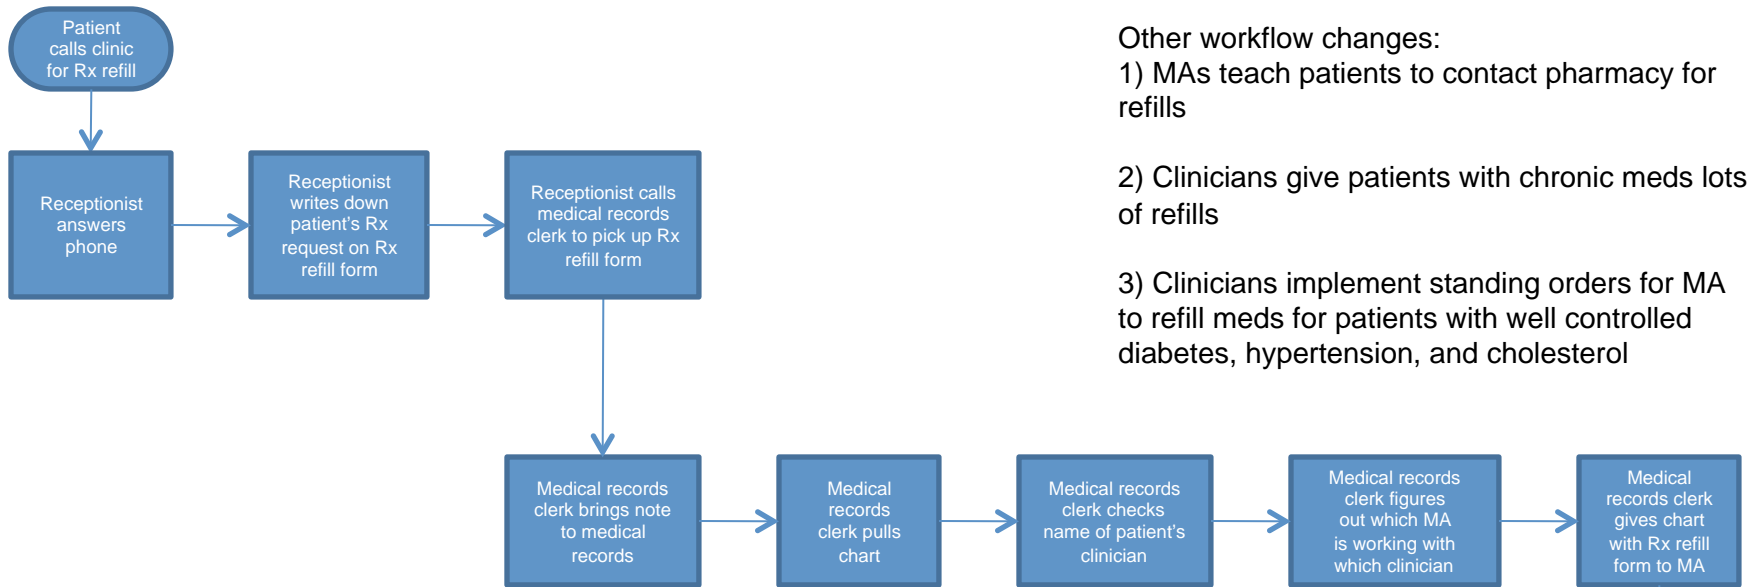 Patient
calls clinic
for Rx refill
Other workflow changes:
1) MAs teach patients to contact pharmacy for
refills
2) Clinicians give patients with chronic meds lots
of refills
3) Clinicians implement standing orders for MA
to refill meds for patients with well controlled
diabetes, hypertension, and cholesterol
Receptionist
answers
phone
Receptionist
writes down
patient’s Rx
request on Rx
refill form
Receptionist calls
medical records
clerk to pick up Rx
refill form
Medical records
clerk brings note
to medical
records
Medical
records
clerk pulls
chart
Medical records
clerk checks
name of patient’s
clinician
Medical records
clerk figures
out which MA
is working with
which clinician
Medical
records clerk
gives chart
with Rx refill
form to MA